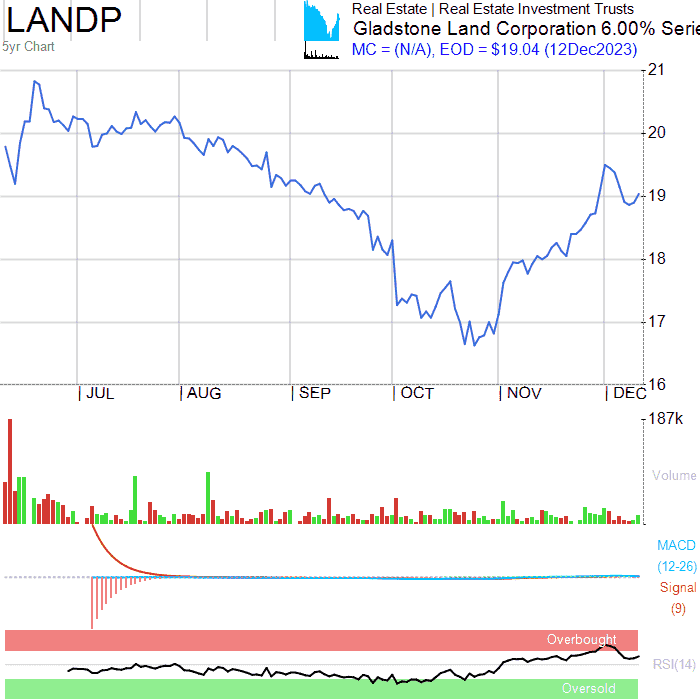 LANDP
5yr Chart
Real Estate | Real Estate Investment Trusts
Gladstone Land Corporation 6.00% Serie
MC = (N/A), EOD = $19.04 (12Dec2023)
21
20
19
18
17
16
| JUL | AUG | SEP | OCT | NOV | DEC
187k
Volume
MACD
(12-26)
Signal
(9)
Overbought
RSI(14)
Oversold